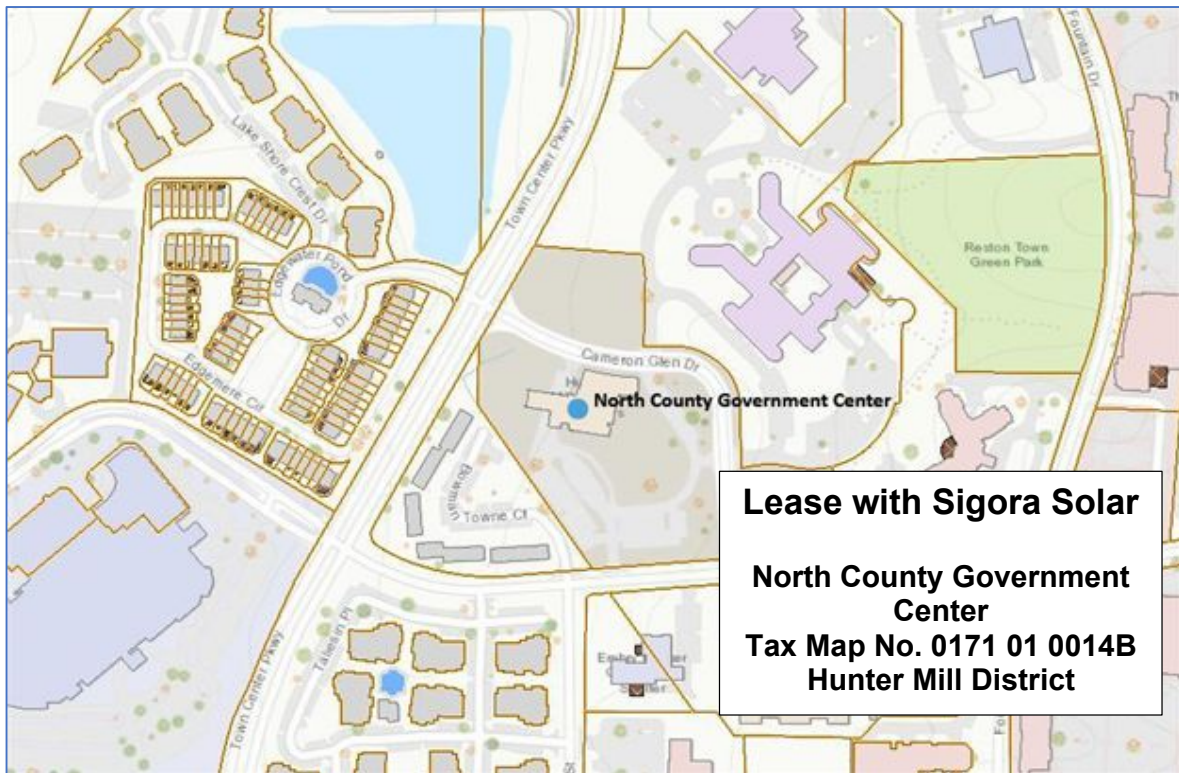 Lake Shore Crest Dr
Town Center Pkwy
Fountain Dr
Edgewater Pond
Dr
Reston Town
Green Park
Cameron Glen Dr
Edgemere Cir
North County Government Center
Bowman
Towne Ct
Taliesin Pl
Town Center Pkwy
St
Lease with Sigora Solar
North County Government
Center
Tax Map No. 0171 01 0014B
Hunter Mill District